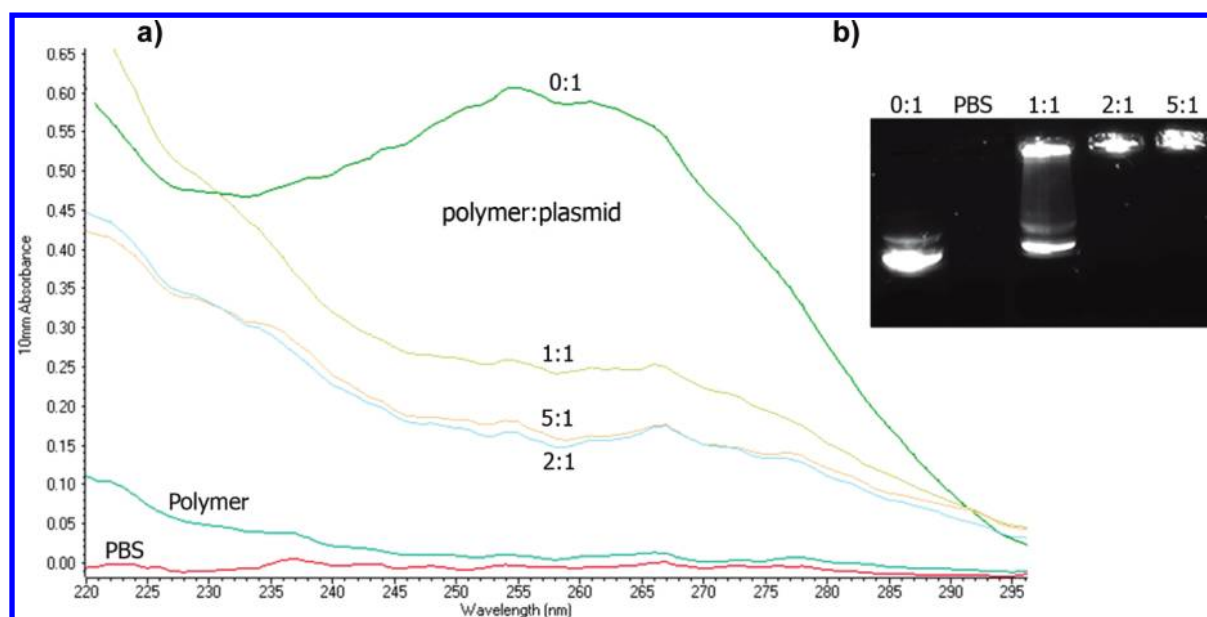 a)
b)
0.65
0.60
0.55
0.50
0.45
0.40
0.35
0.30
0.25
0.20
0.15
0.10
0.05
0.00
10mm Absorbance
0:1
polymer:plasmid
1:1
5:1
2:1
Polymer
PBS
220 225 230 235 240 245 250 255 260 265 270 275 280 285 290 295
Wavelength (nm)
0:1 PBS 1:1 2:1 5:1